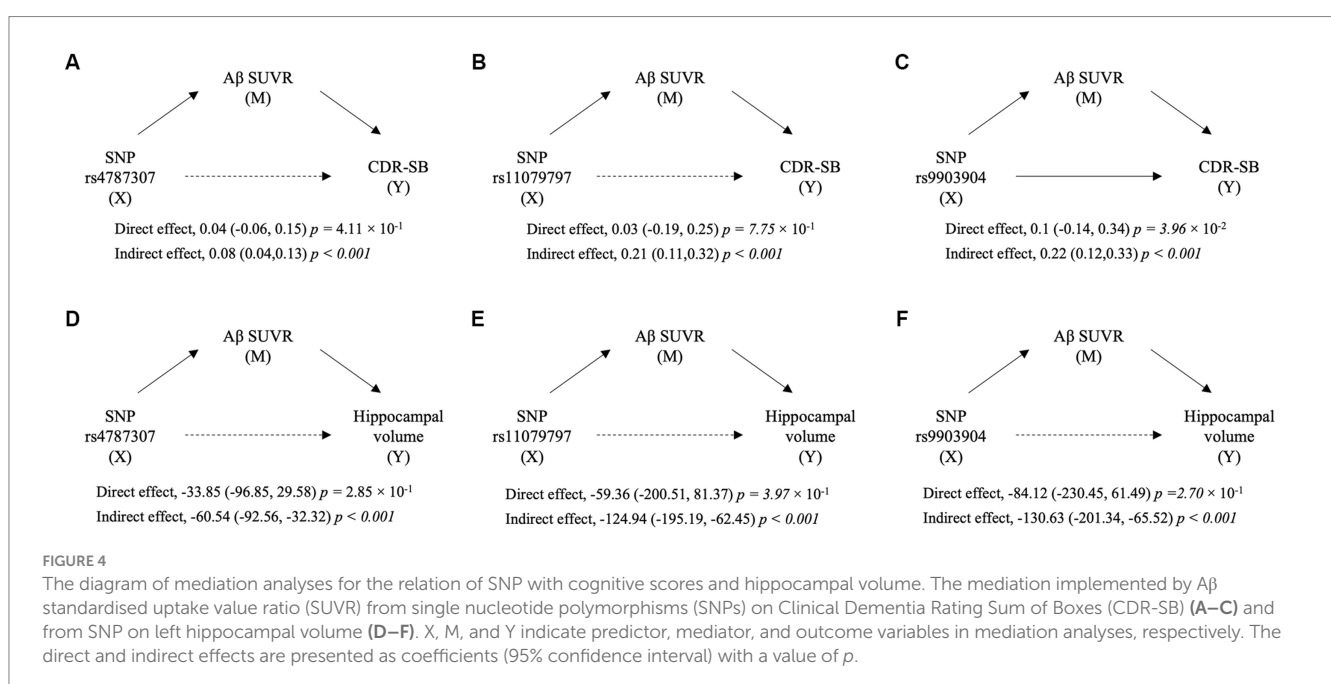 A
Aβ SUVR
(M)
SNP
rs4787307
(X)
CDR-SB
(Y)
Direct effect, 0.04 (-0.06, 0.15) p = 4.11 × 10⁻¹
Indirect effect, 0.08 (0.04,0.13) p < 0.001
B
Aβ SUVR
(M)
SNP
rs11079797
(X)
CDR-SB
(Y)
Direct effect, 0.03 (-0.19, 0.25) p = 7.75 × 10⁻¹
Indirect effect, 0.21 (0.11,0.32) p < 0.001
C
Aβ SUVR
(M)
SNP
rs9903904
(X)
CDR-SB
(Y)
Direct effect, 0.1 (-0.14, 0.34) p = 3.96 × 10⁻²
Indirect effect, 0.22 (0.12,0.33) p < 0.001
D
Aβ SUVR
(M)
SNP
rs4787307
(X)
Hippocampal
volume
(Y)
Direct effect, -33.85 (-96.85, 29.58) p = 2.85 × 10⁻¹
Indirect effect, -60.54 (-92.56, -32.32) p < 0.001
E
Aβ SUVR
(M)
SNP
rs11079797
(X)
Hippocampal
volume
(Y)
Direct effect, -59.36 (-200.51, 81.37) p = 3.97 × 10⁻¹
Indirect effect, -124.94 (-195.19, -62.45) p < 0.001
F
Aβ SUVR
(M)
SNP
rs9903904
(X)
Hippocampal
volume
(Y)
Direct effect, -84.12 (-230.45, 61.49) p =2.70 × 10⁻¹
Indirect effect, -130.63 (-201.34, -65.52) p < 0.001
FIGURE 4
The diagram of mediation analyses for the relation of SNP with cognitive scores and hippocampal volume. The mediation implemented by Aβ
standardised uptake value ratio (SUVR) from single nucleotide polymorphisms (SNPs) on Clinical Dementia Rating Sum of Boxes (CDR-SB) (A–C) and
from SNP on left hippocampal volume (D–F). X, M, and Y indicate predictor, mediator, and outcome variables in mediation analyses, respectively. The
direct and indirect effects are presented as coefficients (95% confidence interval) with a value of p.